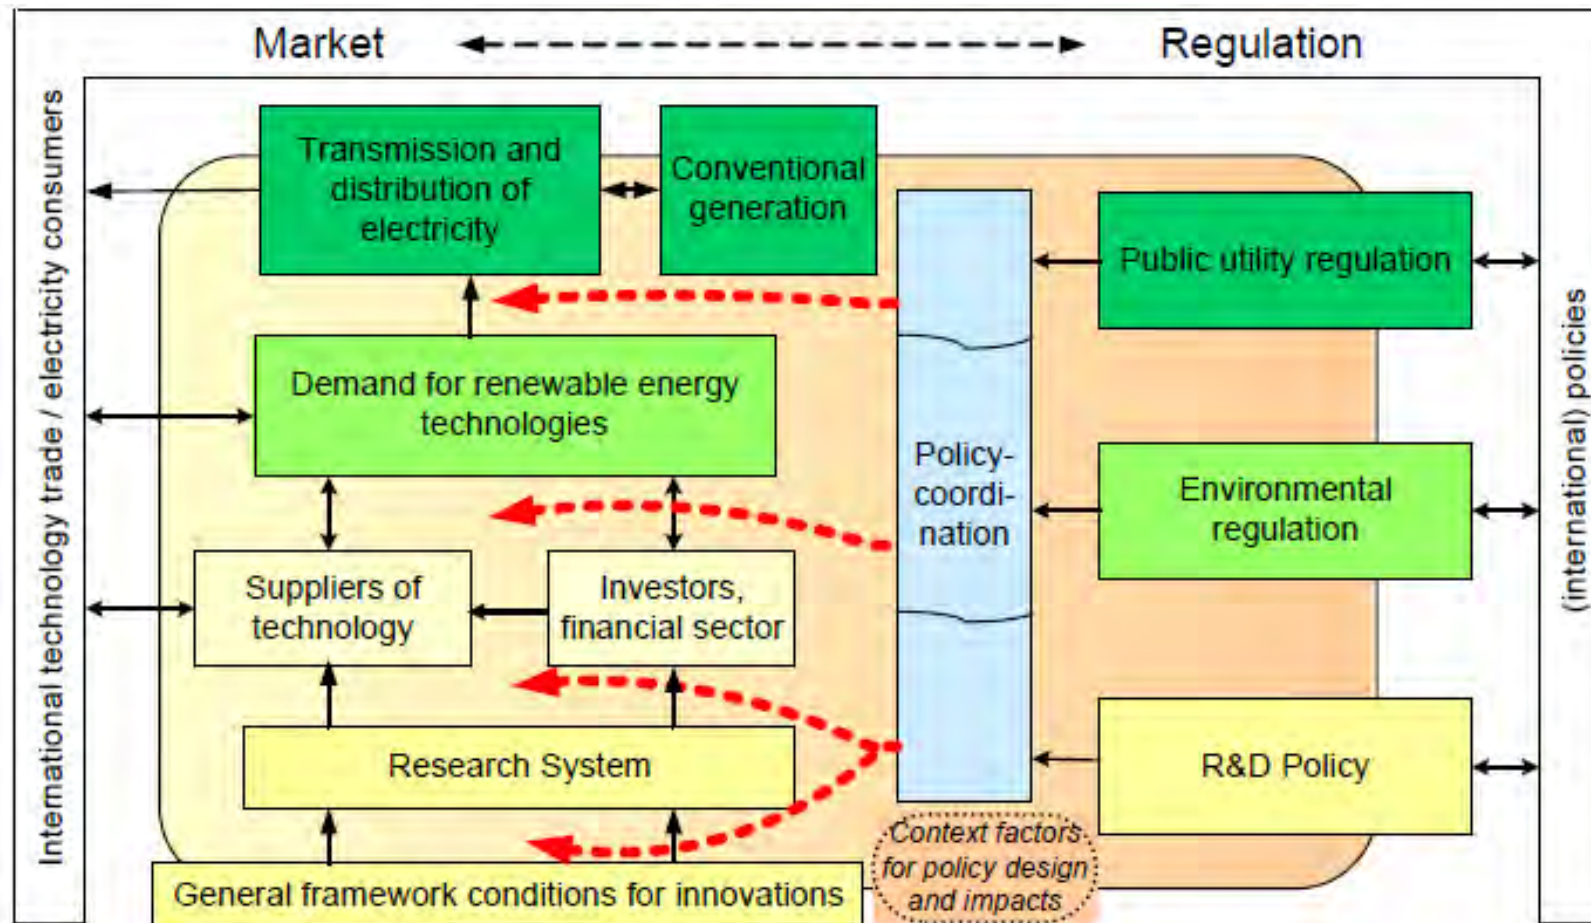 Market
Regulation
International technology trade / electricity consumers
Transmission and
distribution of
electricity
Conventional
generation
Public utility regulation
Demand for renewable energy
technologies
Policy-
coordi-
nation
Environmental
regulation
Suppliers of
technology
Investors,
financial sector
Research System
R&D Policy
General framework conditions for innovations
Context factors
for policy design
and impacts
(international) policies